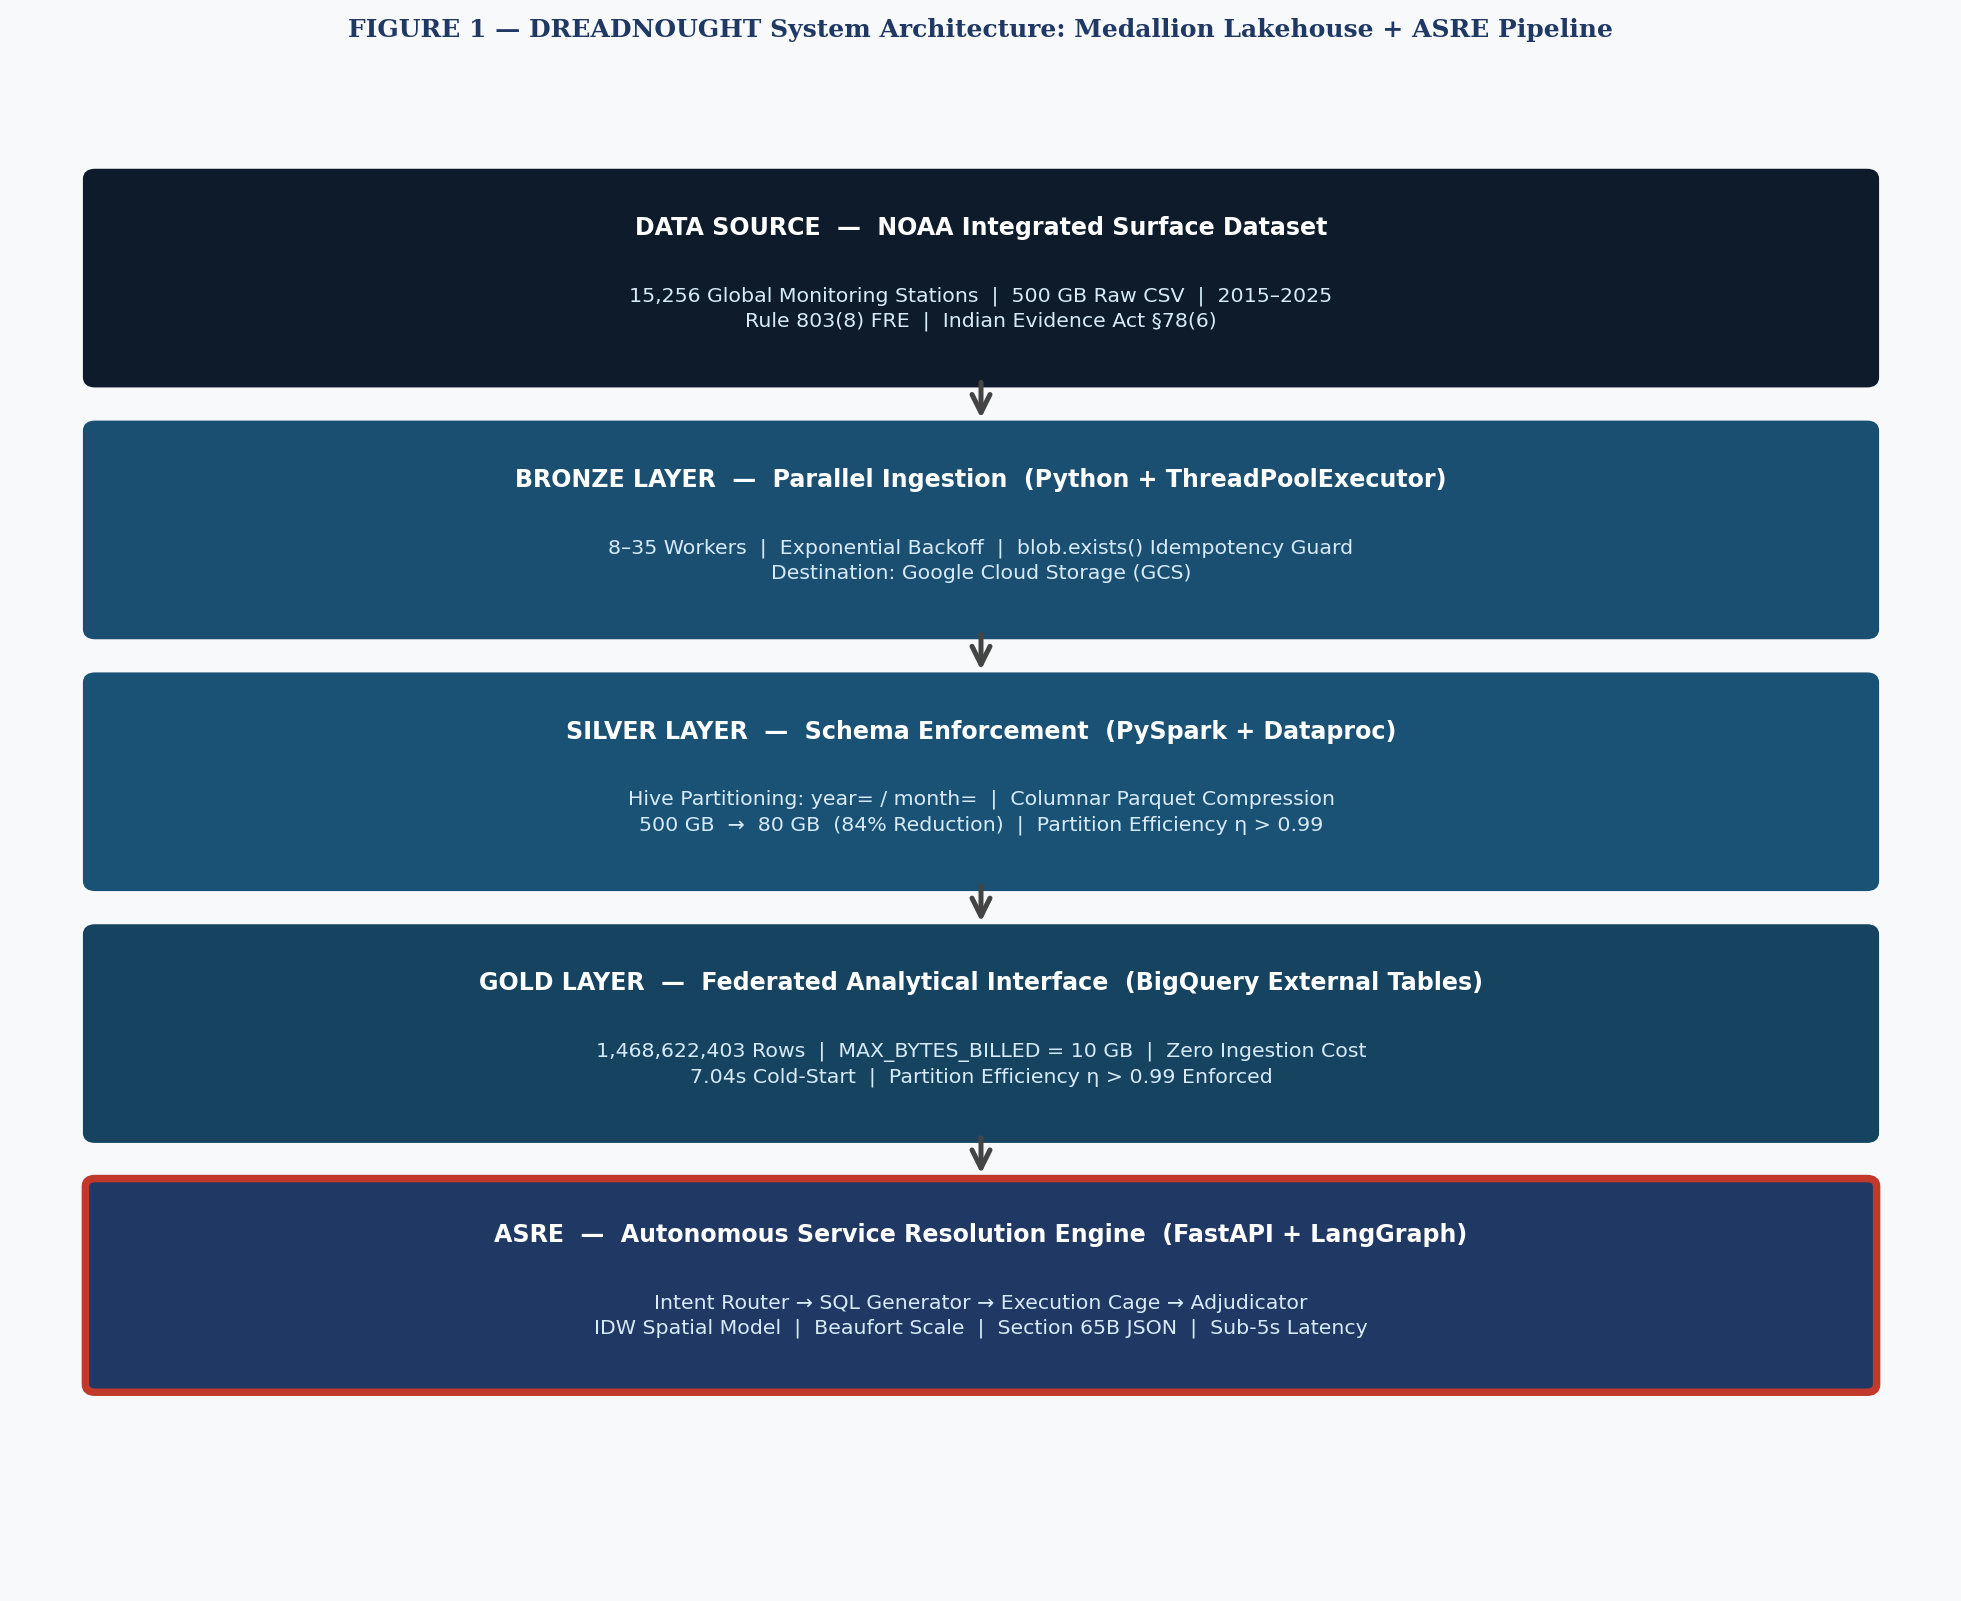 FIGURE 1 — DREADNOUGHT System Architecture: Medallion Lakehouse + ASRE Pipeline
DATA SOURCE — NOAA Integrated Surface Dataset
15,256 Global Monitoring Stations | 500 GB Raw CSV | 2015–2025
Rule 803(8) FRE | Indian Evidence Act §78(6)
BRONZE LAYER — Parallel Ingestion (Python + ThreadPoolExecutor)
8–35 Workers | Exponential Backoff | blob.exists() Idempotency Guard
Destination: Google Cloud Storage (GCS)
SILVER LAYER — Schema Enforcement (PySpark + Dataproc)
Hive Partitioning: year= / month= | Columnar Parquet Compression
500 GB → 80 GB (84% Reduction) | Partition Efficiency η > 0.99
GOLD LAYER — Federated Analytical Interface (BigQuery External Tables)
1,468,622,403 Rows | MAX_BYTES_BILLED = 10 GB | Zero Ingestion Cost
7.04s Cold-Start | Partition Efficiency η > 0.99 Enforced
ASRE — Autonomous Service Resolution Engine (FastAPI + LangGraph)
Intent Router → SQL Generator → Execution Cage → Adjudicator
IDW Spatial Model | Beaufort Scale | Section 65B JSON | Sub-5s Latency